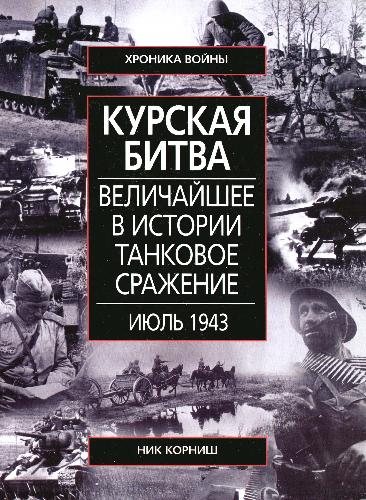 ХРОНИКА ВОЙНЫ
КУРСКАЯ
БИТВА
ВЕЛИЧАЙШЕЕ
В ИСТОРИИ
ТАНКОВОЕ
СРАЖЕНИЕ
ИЮЛЬ 1943
НИК КОРНИШ